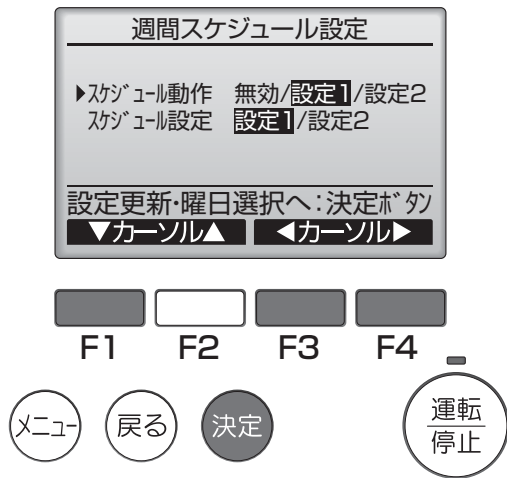 週間スケジュール設定
▶スケジュール動作 無効/設定1/設定2
スケジュール設定 設定1/設定2
設定更新・曜日選択へ:決定ボタン
▼カーソル▲ ◀カーソル▶
F1 F2 F3 F4
メニュー 戻る 決定 運転
停止